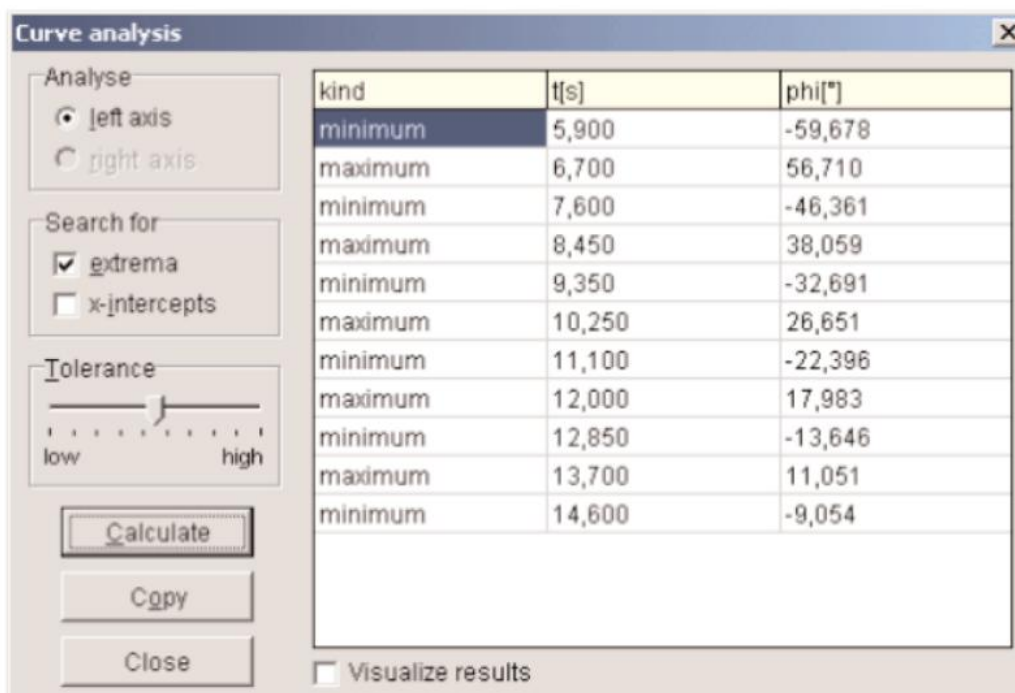 Curve analysis
Analyse
left axis
right axis
Search for
extrema
x-intercepts
Tolerance
low high
Calculate
Copy
Close
kind t[s] phi[°]
minimum 5,900 -59,678
maximum 6,700 56,710
minimum 7,600 -46,361
maximum 8,450 38,059
minimum 9,350 -32,691
maximum 10,250 26,651
minimum 11,100 -22,396
maximum 12,000 17,983
minimum 12,850 -13,646
maximum 13,700 11,051
minimum 14,600 -9,054
Visualize results